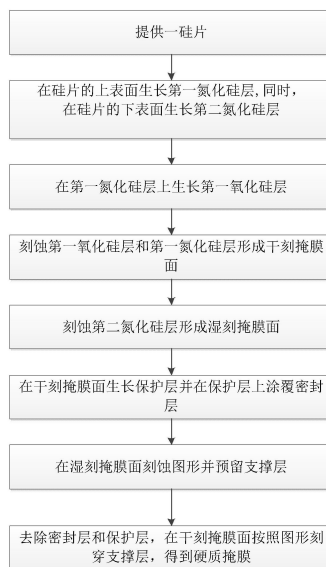 提供一硅片
在硅片的上表面生长第一氮化硅层,同时，
在硅片的下表面生长第二氮化硅层
在第一氮化硅层上生长第一氧化硅层
刻蚀第一氧化硅层和第一氮化硅层形成干刻掩膜
面
刻蚀第二氮化硅层形成湿刻掩膜面
在干刻掩膜面生长保护层并在保护层上涂覆密封
层
在湿刻掩膜面刻蚀图形并预留支撑层
去除密封层和保护层，在干刻掩膜面按照图形刻
穿支撑层，得到硬质掩膜